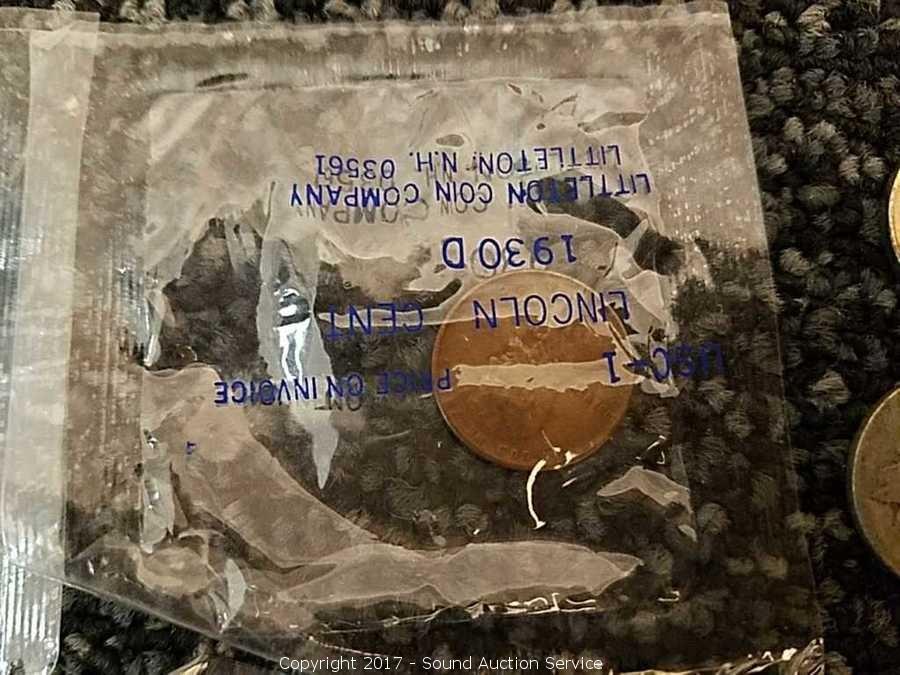 USC-1 PRICE ON INVOICE
LINCOLN CENT
1930 D
LITTLETON COIN COMPANY
LITTLETON, N.H. 03561
Copyright 2017 - Sound Auction Service